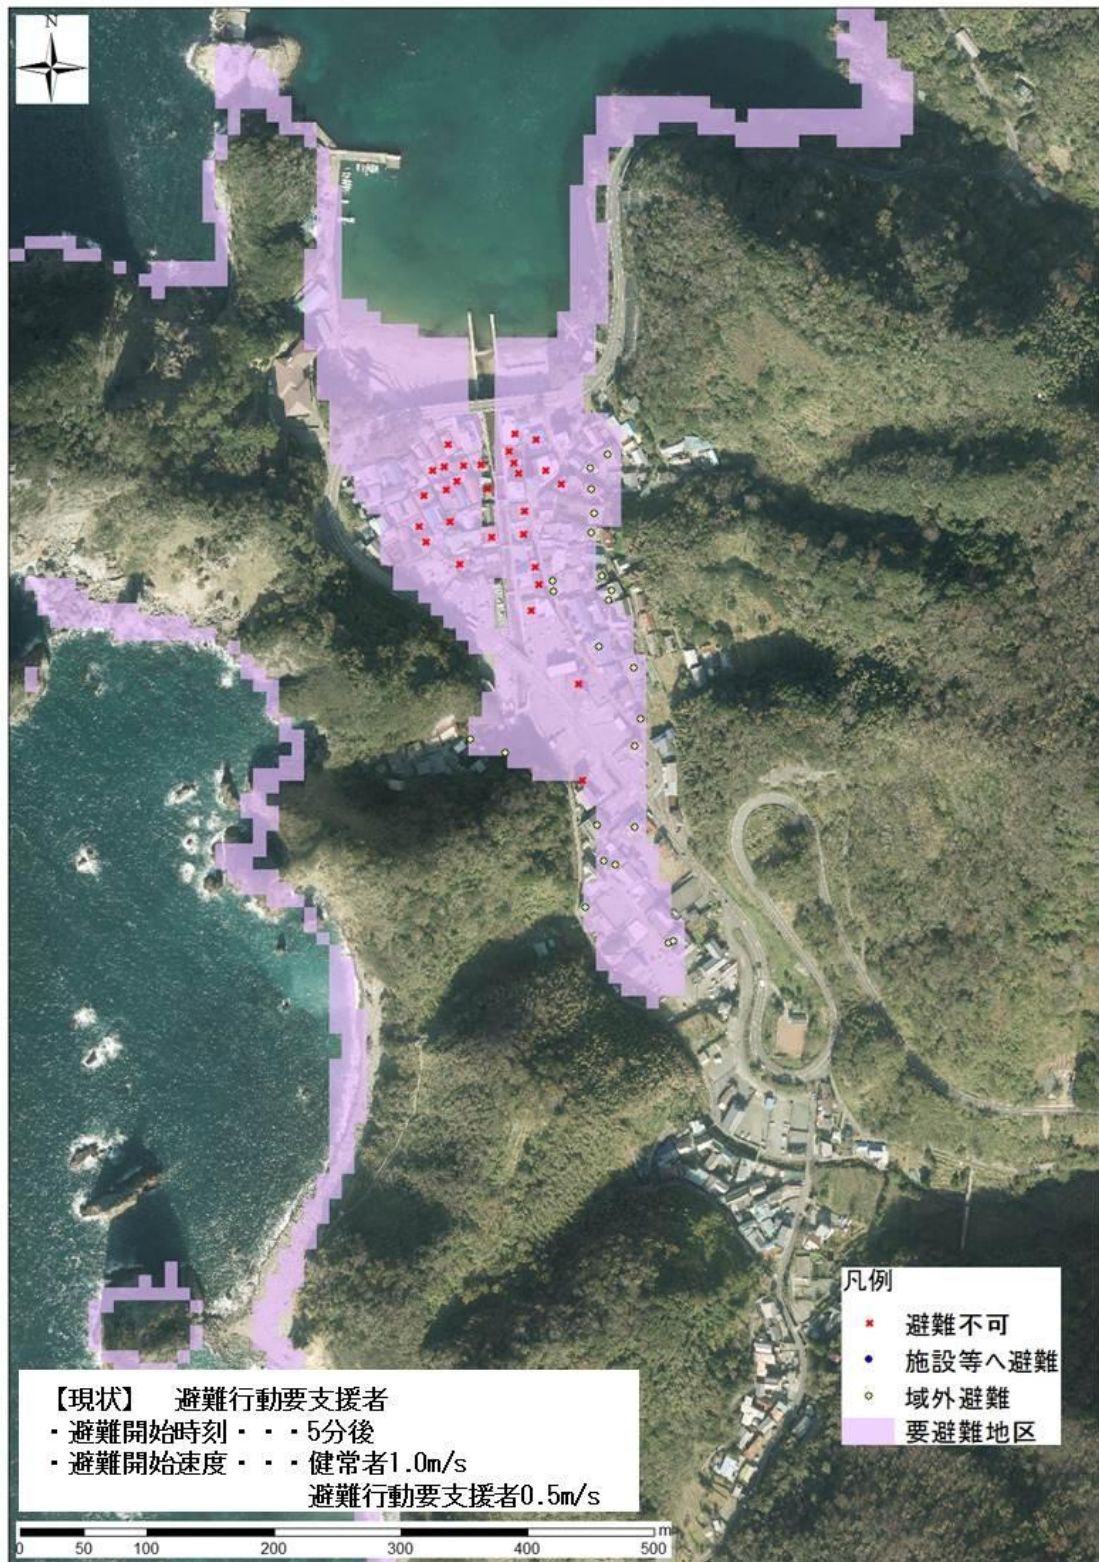 N
凡例
避難不可
施設等へ避難
域外避難
要避難地区
【現状】 避難行動要支援者
・避難開始時刻・・・5分後
・避難開始速度・・・健常者1.0m/s
避難行動要支援者0.5m/s
0 50 100 200 300 400 500 m